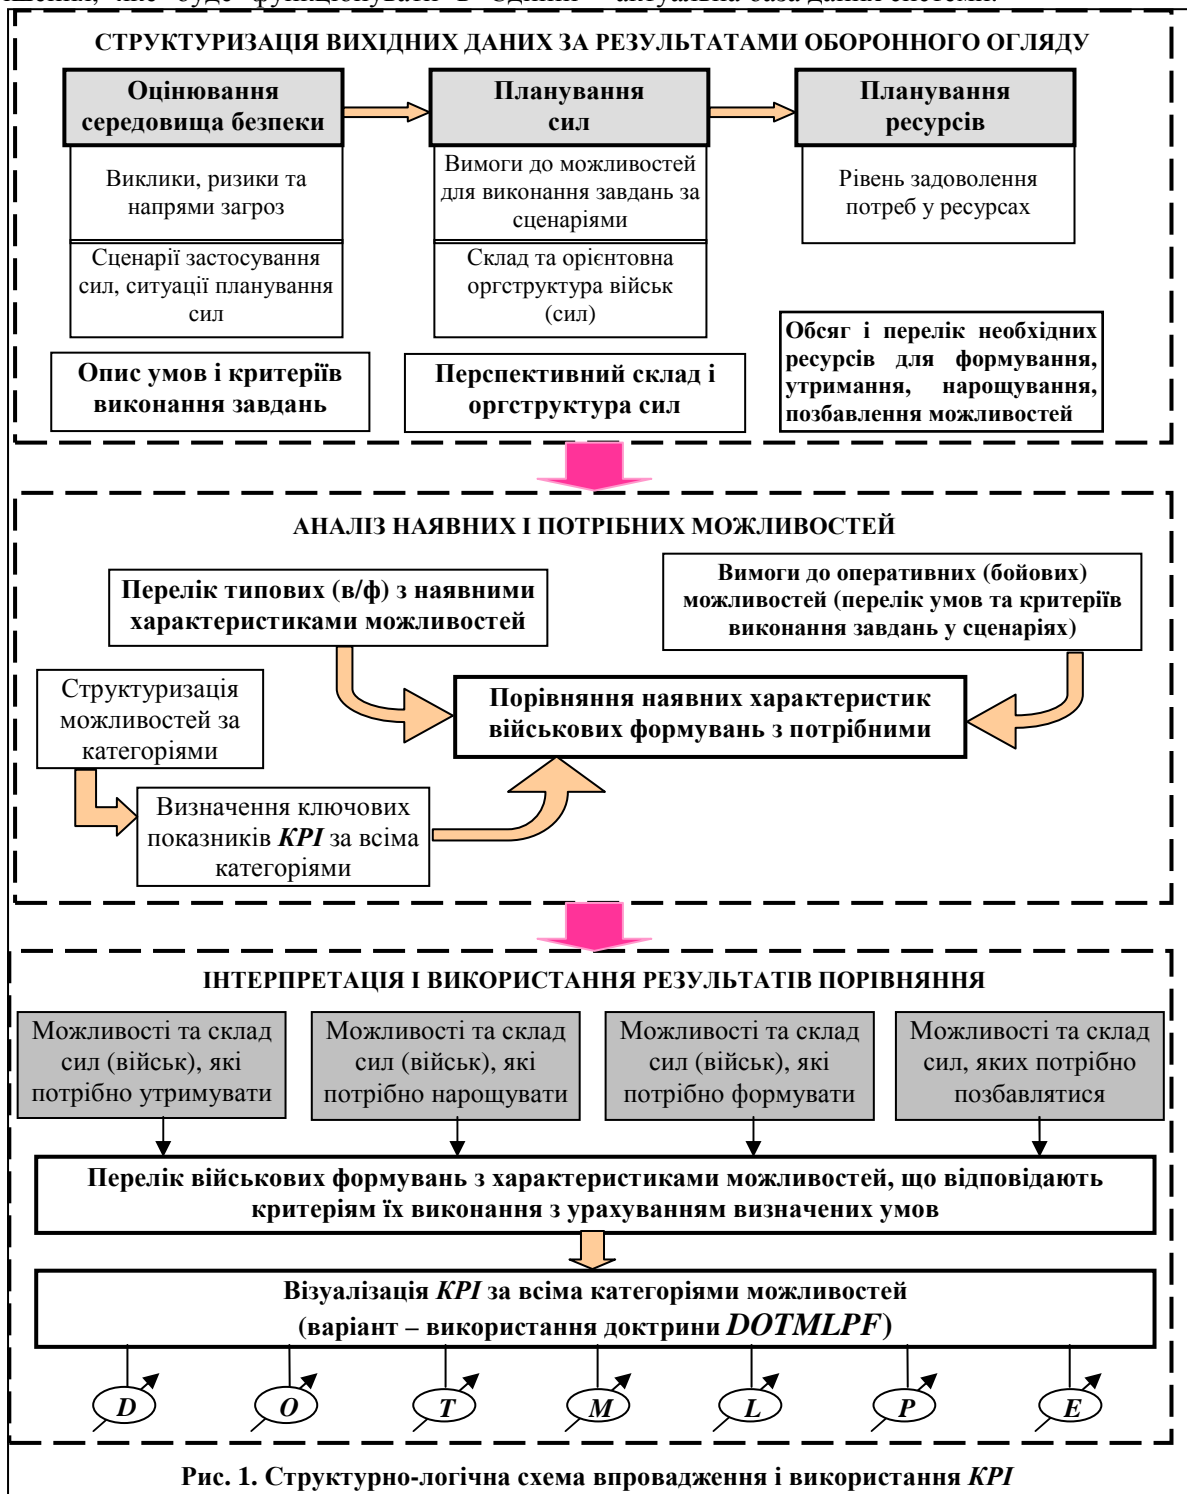 актуальна база даних системи.
СТРУКТУРИЗАЦІЯ ВИХІДНИХ ДАНИХ ЗА РЕЗУЛЬТАТАМИ ОБОРОННОГО ОГЛЯДУ
Оцінювання
середовища безпеки
Планування
сил
Планування
ресурсів
Виклики, ризики та
напрями загроз
Вимоги до можливостей
для виконання завдань за
сценаріями
Рівень задоволення
потреб у ресурсах
Сценарії застосування
сил, ситуації планування
сил
Склад та орієнтовна
оргструктура військ
(сил)
Опис умов і критеріїв
виконання завдань
Перспективний склад і
оргструктура сил
Обсяг і перелік необхідних
ресурсів для формування,
утримання, нарощування,
позбавлення можливостей
АНАЛІЗ НАЯВНИХ І ПОТРІБНИХ МОЖЛИВОСТЕЙ
Перелік типових (в/ф) з наявними
характеристиками можливостей
Вимоги до оперативних (бойових)
можливостей (перелік умов та критеріїв
виконання завдань у сценаріях)
Структуризація
можливостей за
категоріями
Порівняння наявних характеристик
військових формувань з потрібними
Визначення ключових
показників KPI за всіма
категоріями
ІНТЕРПРЕТАЦІЯ І ВИКОРИСТАННЯ РЕЗУЛЬТАТІВ ПОРІВНЯННЯ
Можливості та склад
сил (військ), які
потрібно утримувати
Можливості та склад
сил (військ), які
потрібно нарощувати
Можливості та склад
сил (військ), які
потрібно формувати
Можливості та склад
сил, яких потрібно
позбавлятися
Перелік військових формувань з характеристиками можливостей, що відповідають
критеріям їх виконання з урахуванням визначених умов
Візуалізація KPI за всіма категоріями можливостей
(варіант – використання доктрини DOTMLPF)
D O T M L P E
Рис. 1. Структурно-логічна схема впровадження і використання KPI